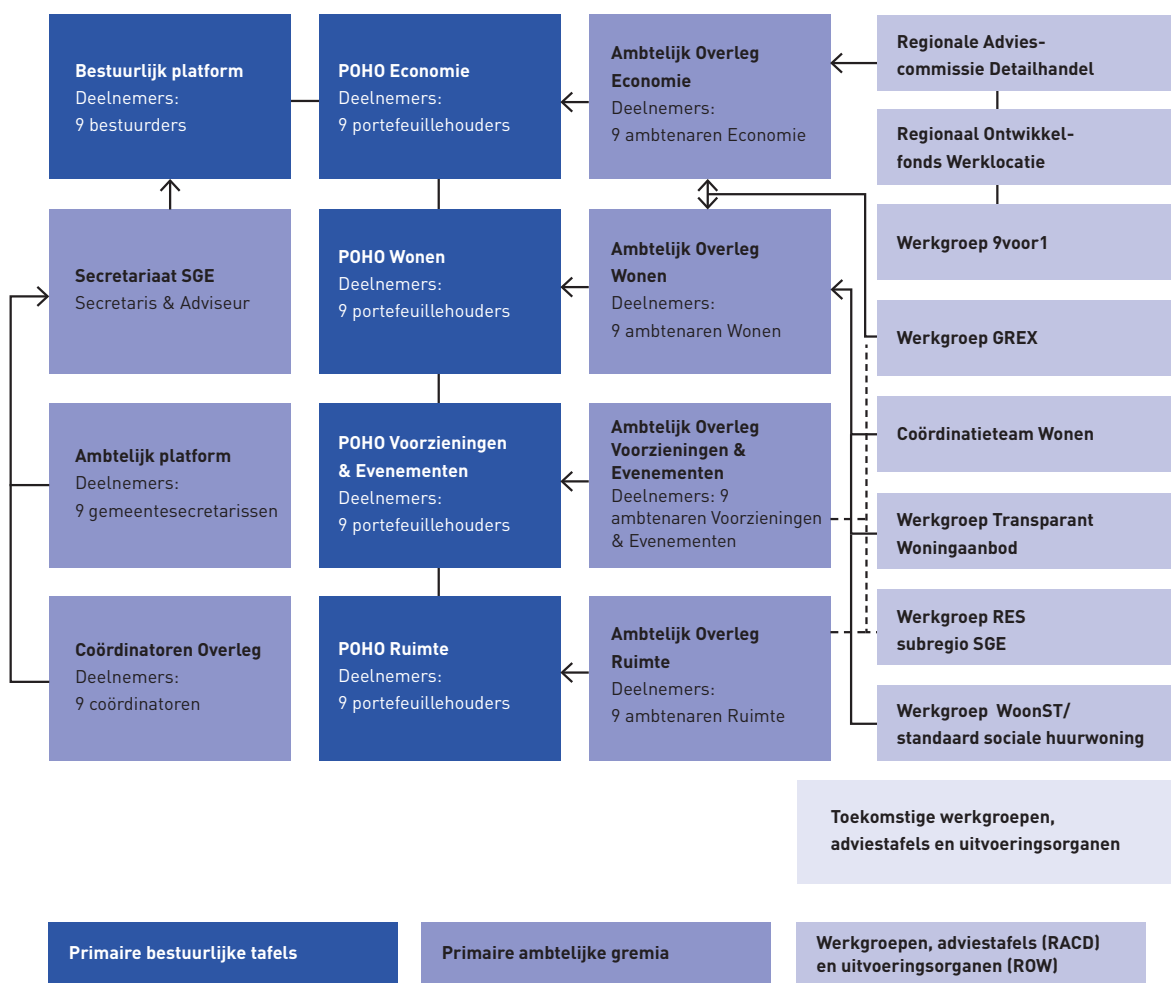 Bestuurlijk platform
Deelnemers:
9 bestuurders
POHO Economie
Deelnemers:
9 portefeuillehouders
Ambtelijk Overleg
Economie
Deelnemers:
9 ambtenaren Economie
Regionale Advies-
commissie Detailhandel
Regionaal Ontwikkel-
fonds Werklocatie
Secretariaat SGE
Secretaris & Adviseur
POHO Wonen
Deelnemers:
9 portefeuillehouders
Ambtelijk Overleg
Wonen
Deelnemers:
9 ambtenaren Wonen
Werkgroep 9voor1
Werkgroep GREX
Ambtelijk platform
Deelnemers:
9 gemeentesecretarissen
POHO Voorzieningen
& Evenementen
Deelnemers:
9 portefeuillehouders
Ambtelijk Overleg
Voorzieningen &
Evenementen
Deelnemers: 9
ambtenaren Voorzieningen
& Evenementen
Coördinatieteam Wonen
Werkgroep Transparant
Woningaanbod
Coördinatoren Overleg
Deelnemers:
9 coördinatoren
POHO Ruimte
Deelnemers:
9 portefeuillehouders
Ambtelijk Overleg
Ruimte
Deelnemers:
9 ambtenaren Ruimte
Werkgroep RES
subregio SGE
Werkgroep WoonST/
standaard sociale huurwoning
Toekomstige werkgroepen,
adviestafels en uitvoeringsorganen
Primaire bestuurlijke tafels
Primaire ambtelijke gremia
Werkgroepen, adviestafels (RACD)
en uitvoeringsorganen (ROW)